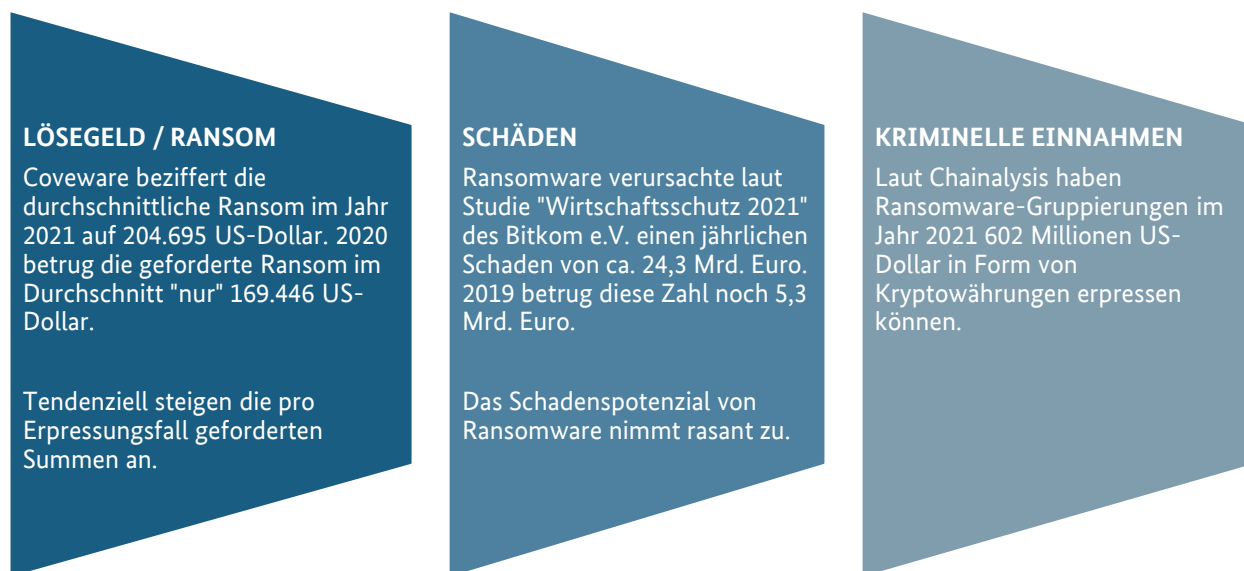 LÖSEGELD / RANSOM
Coveware beziffert die
durchschnittliche Ransom im Jahr
2021 auf 204.695 US-Dollar. 2020
betrug die geforderte Ransom im
Durchschnitt "nur" 169.446 US-
Dollar.
Tendenziell steigen die pro
Erpressungsfall geforderten
Summen an.
SCHÄDEN
Ransomware verursachte laut
Studie "Wirtschaftsschutz 2021"
des Bitkom e.V. einen jährlichen
Schaden von ca. 24,3 Mrd. Euro.
2019 betrug diese Zahl noch 5,3
Mrd. Euro.
Das Schadenspotenzial von
Ransomware nimmt rasant zu.
KRIMINELLE EINNAHMEN
Laut Chainalysis haben
Ransomware-Gruppierungen im
Jahr 2021 602 Millionen US-
Dollar in Form von
Kryptowährungen erpressen
können.